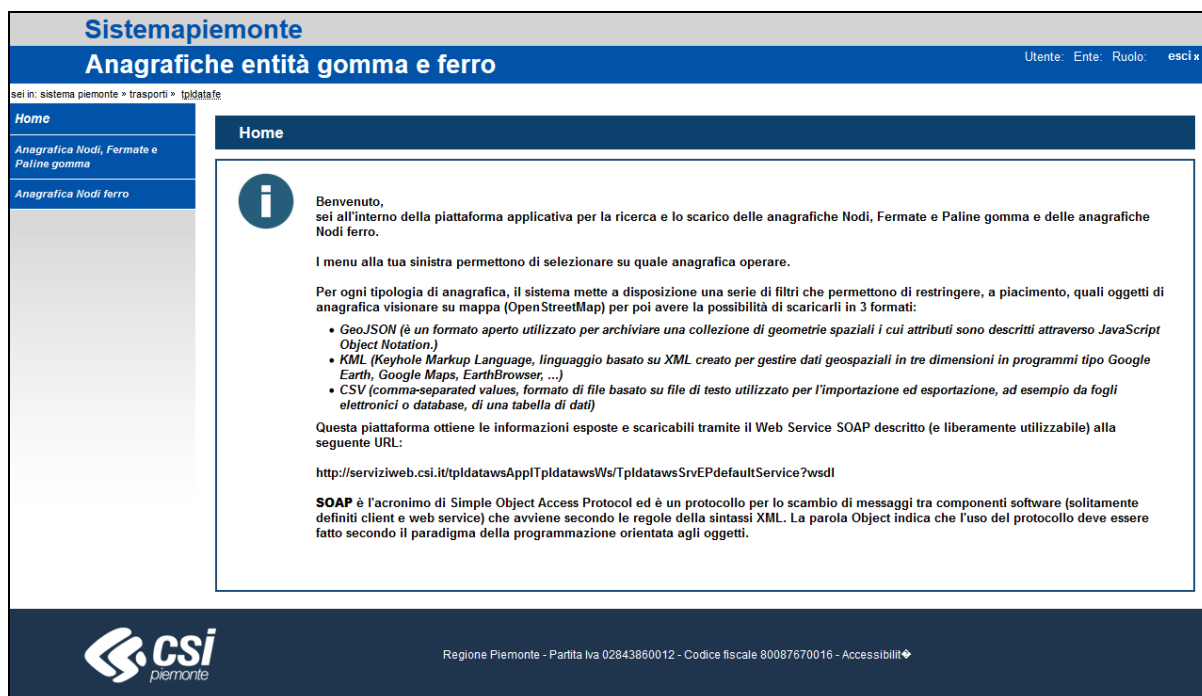 Sistemapiemonte
Anagrafiche entità gomma e ferro
Utente: Ente: Ruolo: esci x
sei in: sistema piemonte » trasporti » tpldatafe
Home
Anagrafica Nodi, Fermate e
Paline gomma
Anagrafica Nodi ferro
Home
Benvenuto,
sei all'interno della piattaforma applicativa per la ricerca e lo scarico delle anagrafiche Nodi, Fermate e Paline gomma e delle anagrafiche
Nodi ferro.
I menu alla tua sinistra permettono di selezionare su quale anagrafica operare.
Per ogni tipologia di anagrafica, il sistema mette a disposizione una serie di filtri che permettono di restringere, a piacimento, quali oggetti di
anagrafica visionare su mappa (OpenStreetMap) per poi avere la possibilità di scaricarli in 3 formati:
• GeoJSON (è un formato aperto utilizzato per archiviare una collezione di geometrie spaziali i cui attributi sono descritti attraverso JavaScript
Object Notation.)
• KML (Keyhole Markup Language, linguaggio basato su XML creato per gestire dati geospaziali in tre dimensioni in programmi tipo Google
Earth, Google Maps, EarthBrowser, ...)
• CSV (comma-separated values, formato di file basato su file di testo utilizzato per l'importazione ed esportazione, ad esempio da fogli
elettronici o database, di una tabella di dati)
Questa piattaforma ottiene le informazioni esposte e scaricabili tramite il Web Service SOAP descritto (e liberamente utilizzabile) alla
seguente URL:
http://serviziweb.csi.it/tpldatawsApplTpldatawsWs/TpldatawsSrvEPdefaultService?wsdl
SOAP è l'acronimo di Simple Object Access Protocol ed è un protocollo per lo scambio di messaggi tra componenti software (solitamente
definiti client e web service) che avviene secondo le regole della sintassi XML. La parola Object indica che l'uso del protocollo deve essere
fatto secondo il paradigma della programmazione orientata agli oggetti.
csi
piemonte
Regione Piemonte - Partita Iva 02843860012 - Codice fiscale 80087670016 - Accessibilit�